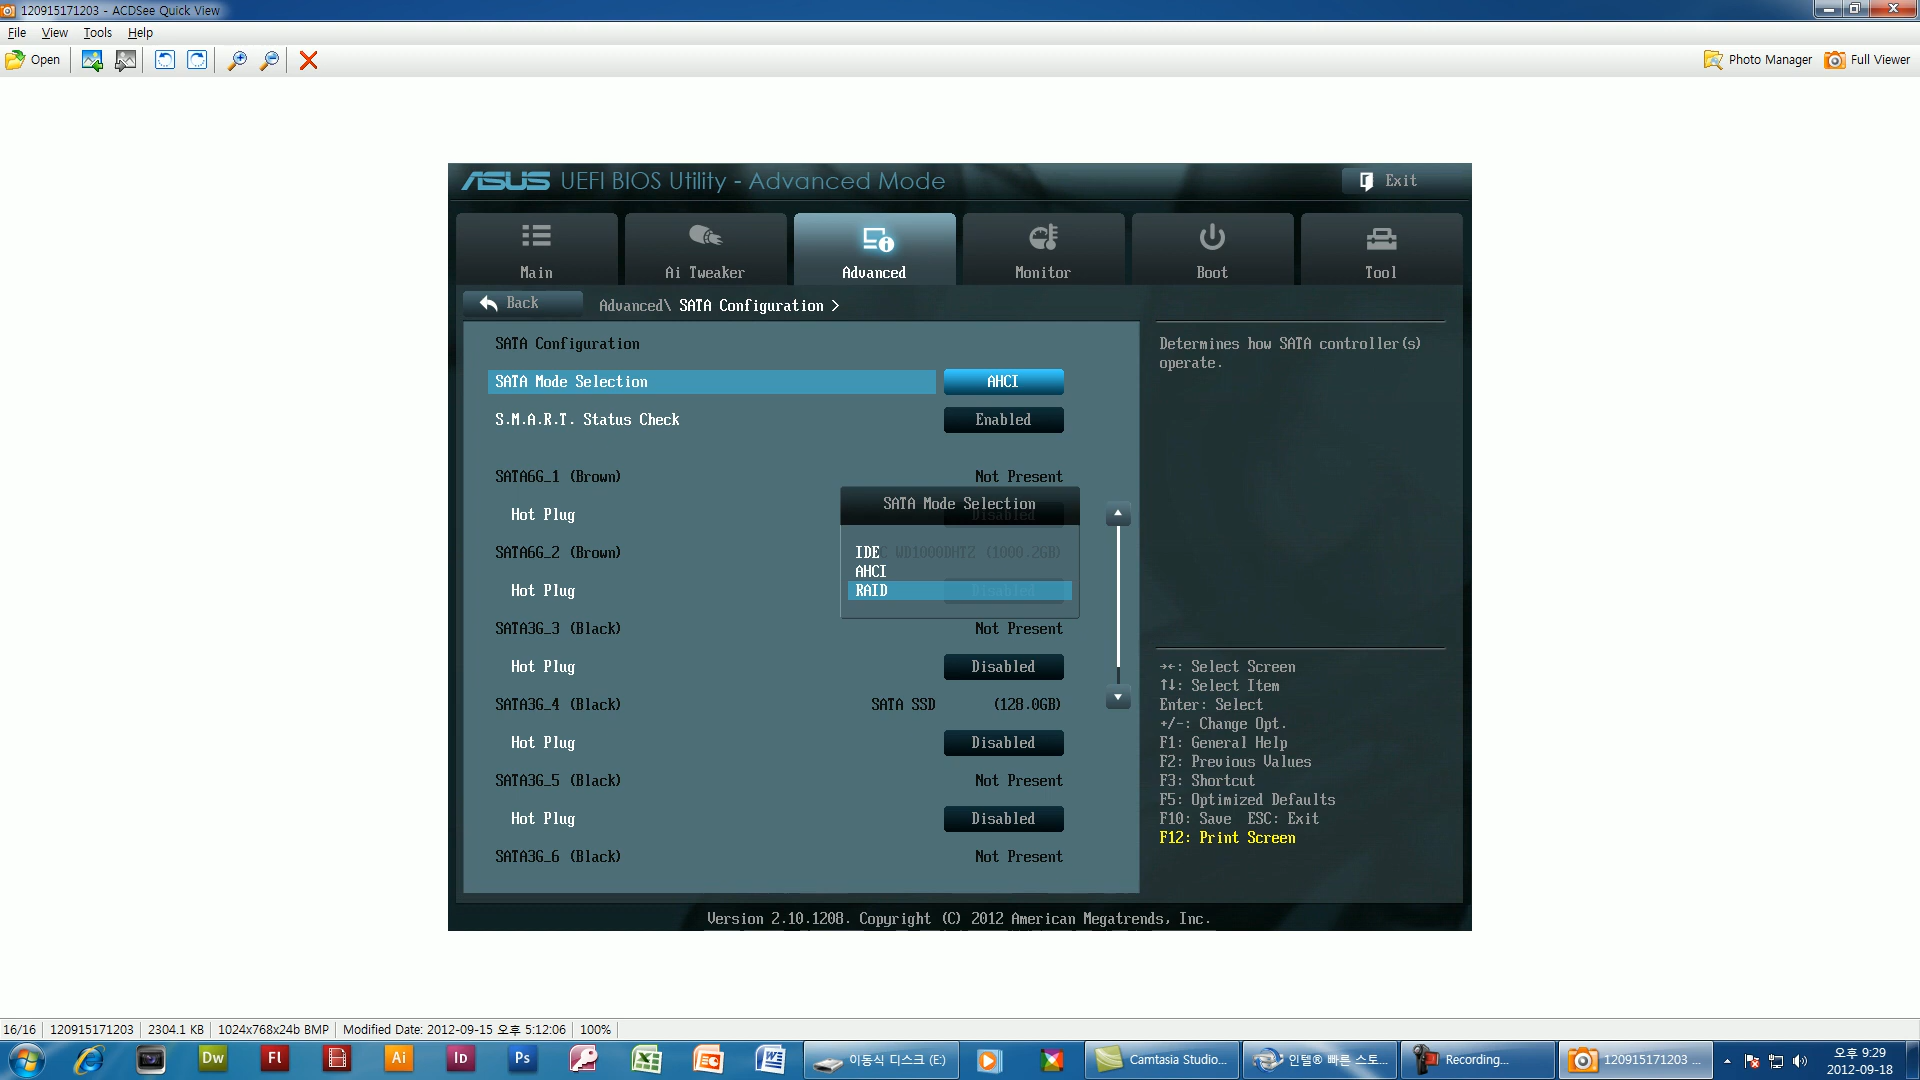 120915171203 - ACDSee Quick View
File View Tools Help
Open
Photo Manager Full Viewer
ASUS UEFI BIOS Utility - Advanced Mode
Exit
Main Ai Tweaker Advanced Monitor Boot Tool
Back Advanced\ SATA Configuration >
SATA Configuration
SATA Mode Selection AHCI
S.M.A.R.T. Status Check Enabled
SATA6G_1 (Brown) Not Present
Hot Plug Disabled
SATA6G_2 (Brown) WD1000DHTZ (1000.2GB)
Hot Plug Disabled
SATA3G_3 (Black) Not Present
Hot Plug Disabled
SATA3G_4 (Black) SATA SSD (128.0GB)
Hot Plug Disabled
SATA3G_5 (Black) Not Present
Hot Plug Disabled
SATA3G_6 (Black) Not Present
SATA Mode Selection
IDE
AHCI
RAID
Determines how SATA controller(s)
operate.
→←: Select Screen
↑↓: Select Item
Enter: Select
+/-: Change Opt.
F1: General Help
F2: Previous Values
F3: Shortcut
F5: Optimized Defaults
F10: Save ESC: Exit
F12: Print Screen
Version 2.10.1208. Copyright (C) 2012 American Megatrends, Inc.
16/16 120915171203 2304.1 KB 1024x768x24b BMP Modified Date: 2012-09-15 오후 5:12:06 100%
Dw Fl Ai Id Ps
이동식 디스크 (E:)
Camtasia Studio...
인텔® 빠른 스토...
Recording...
120915171203 ...
오후 9:29
2012-09-18